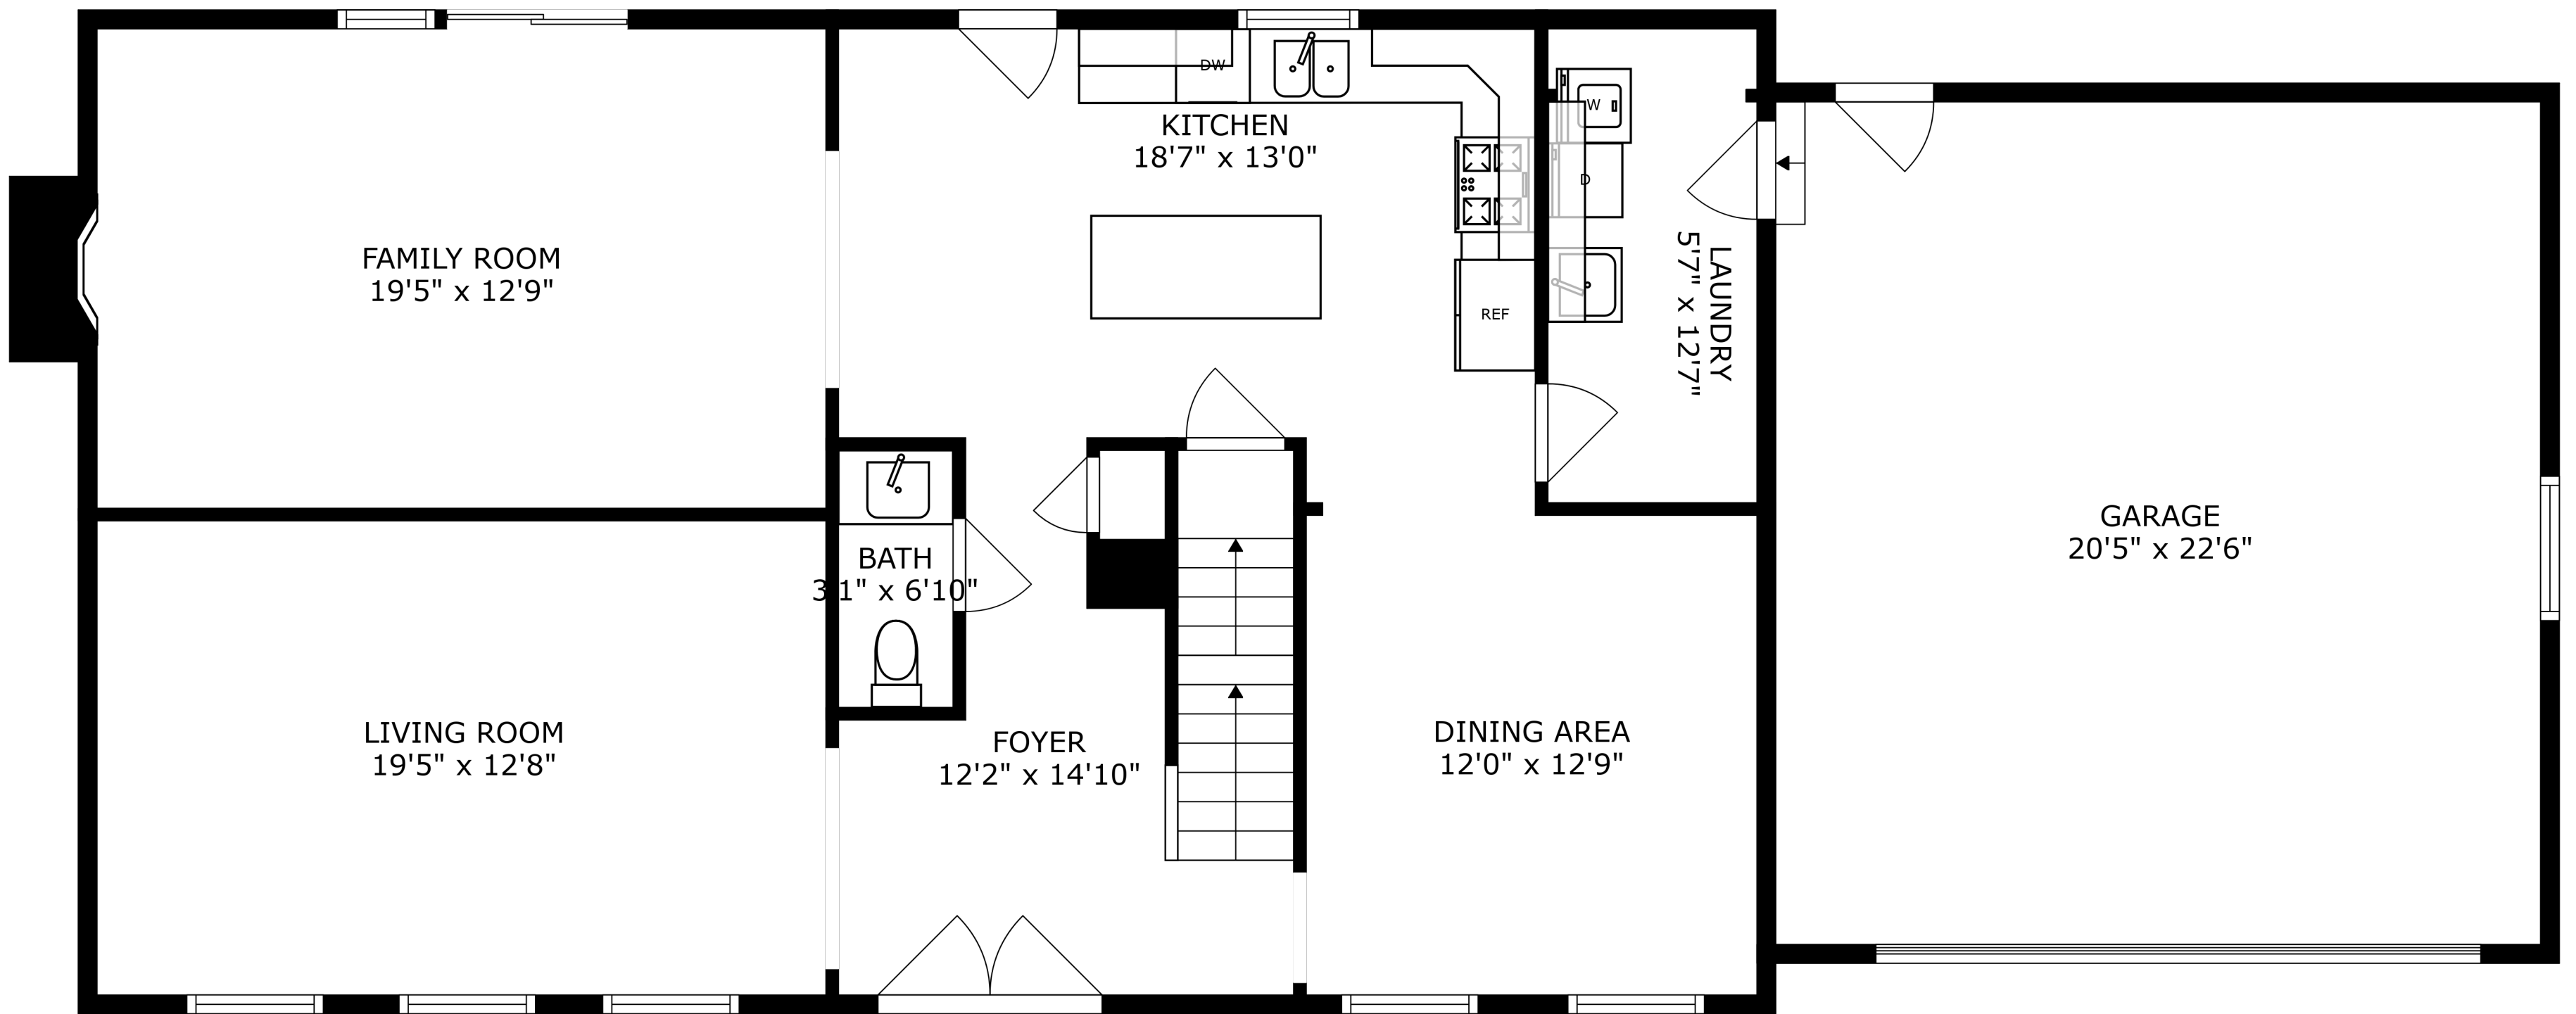 DW
KITCHEN
18'7" x 13'0"
W
D
FAMILY ROOM
19'5" x 12'9"
REF
LAUNDRY
5'7" x 12'7"
GARAGE
20'5" x 22'6"
BATH
3'1" x 6'10"
LIVING ROOM
19'5" x 12'8"
FOYER
12'2" x 14'10"
DINING AREA
12'0" x 12'9"